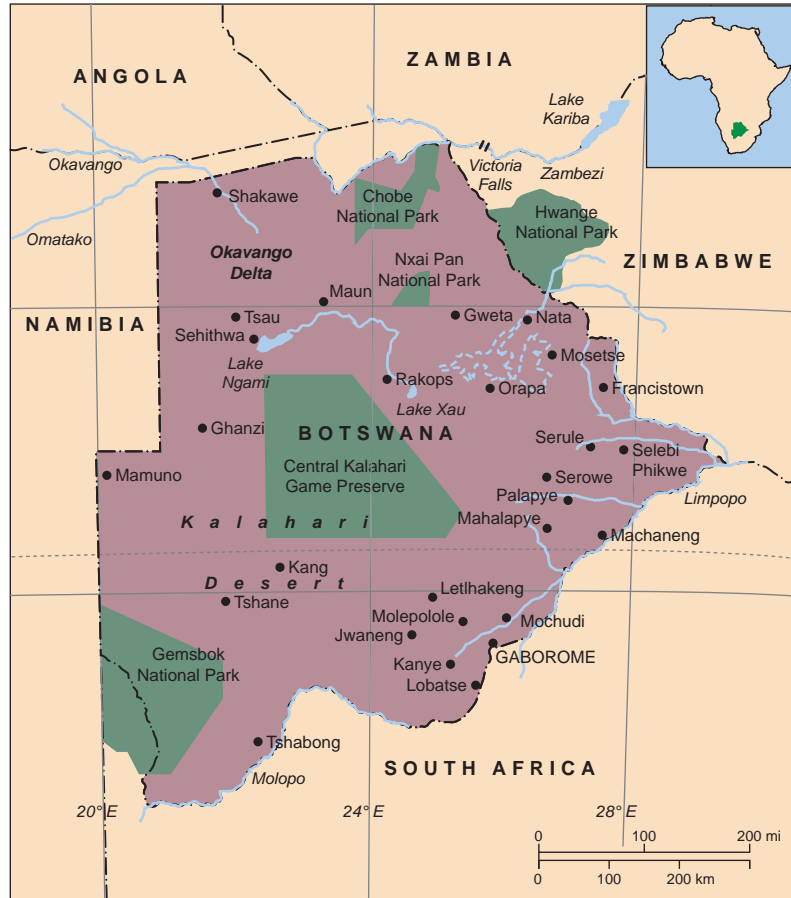 ANGOLA
ZAMBIA
Lake
Kariba
Okavango
Victoria
Falls
Zambezi
Shakawe
Chobe
National Park
Hwange
National Park
Omatako
Okavango
Delta
Nxai Pan
National Park
ZIMBABWE
Maun
NAMIBIA
Tsau
Gweta
Nata
Sehithwa
Lake
Ngami
Mosetse
Rakops
Orapa
Francistown
Lake Xau
Ghanzi
BOTSWANA
Serule
Selebi
Phikwe
Mamuno
Central Kalahari
Game Preserve
Serowe
Palapye
Limpopo
Kalahari
Mahalapye
Machaneng
Kang
Desert
Letlhakeng
Tshane
Molepolole
Mochudi
Jwaneng
Gemsbok
National Park
Kanye
GABOROME
Lobatse
Tshabong
Molopo
SOUTH AFRICA
20° E
24° E
28° E
0 100 200 mi
0 100 200 km